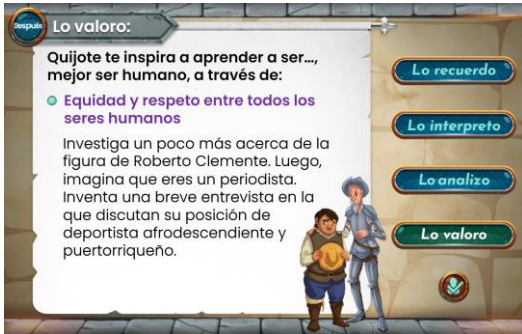 Después
Lo valoro:
Quijote te inspira a aprender a ser...,
mejor ser humano, a través de:
Equidad y respeto entre todos los
seres humanos
Investiga un poco más acerca de la
figura de Roberto Clemente. Luego,
imagina que eres un periodista.
Inventa una breve entrevista en la
que discutan su posición de
deportista afrodescendiente y
puertorriqueño.
Lo recuerdo
Lo interpreto
Lo analizo
Lo valoro